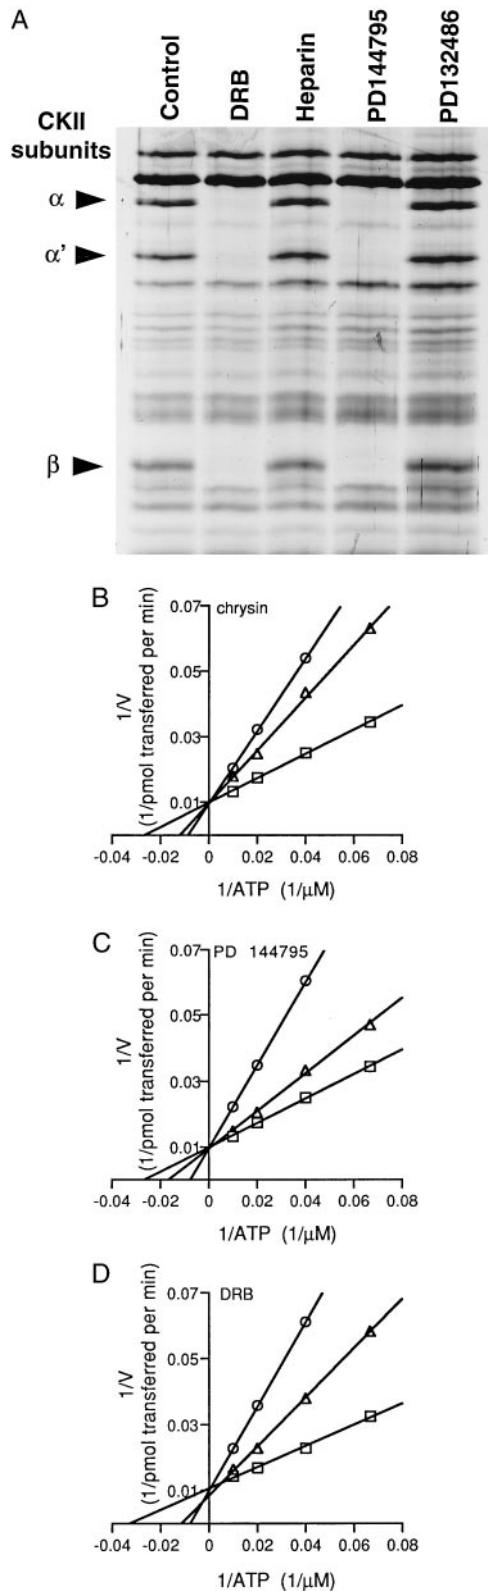 A
Control
DRB
Heparin
PD144795
PD132486
CKII
subunits
α
α'
β
B
chrysin
1/V
(1/pmol transferred per min)
0.07
0.05
0.03
0.01
-0.04 -0.02 0 0.02 0.04 0.06 0.08
1/ATP (1/μM)
C
PD 144795
1/V
(1/pmol transferred per min)
0.07
0.05
0.03
0.01
-0.04 -0.02 0 0.02 0.04 0.06 0.08
1/ATP (1/μM)
D
DRB
1/V
(1/pmol transferred per min)
0.07
0.05
0.03
0.01
-0.04 -0.02 0 0.02 0.04 0.06 0.08
1/ATP (1/μM)